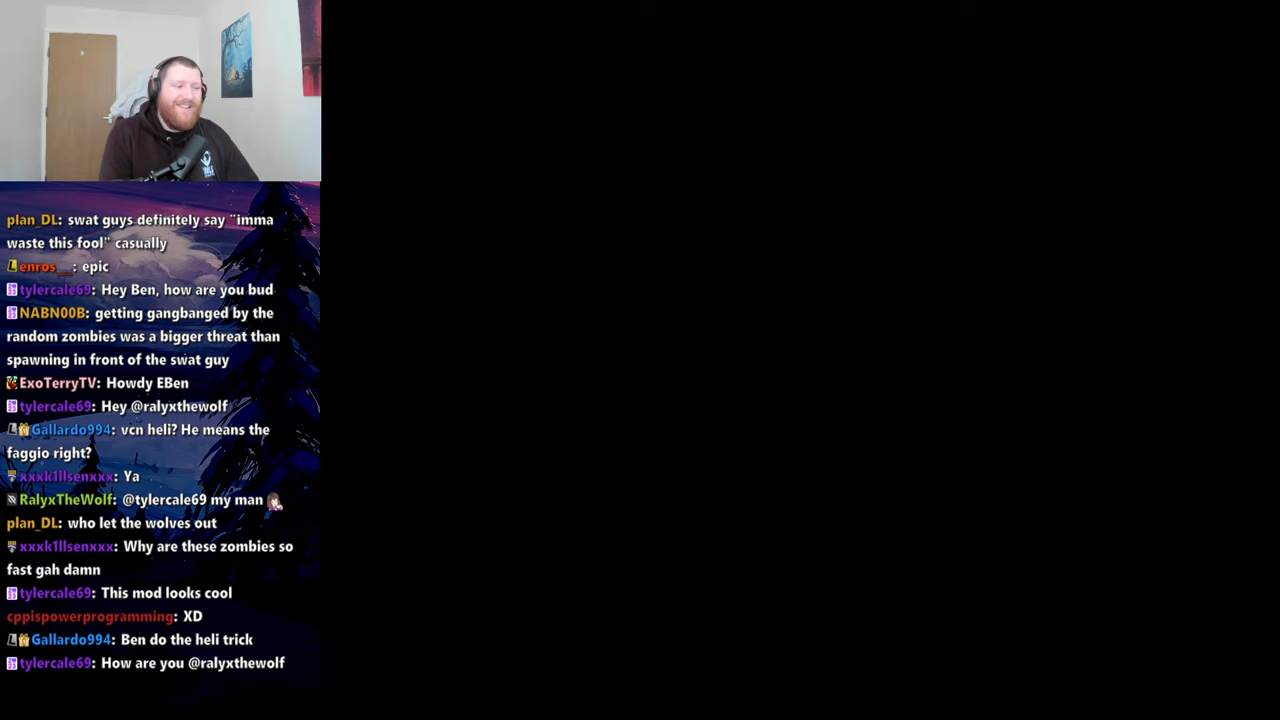 plan_DL: swat guys definitely say "imma
waste this fool" casually
enros__: epic
tylercale69: Hey Ben, how are you bud
NABN00B: getting gangbanged by the
random zombies was a bigger threat than
spawning in front of the swat guy
ExoTerryTV: Howdy EBen
tylercale69: Hey @ralyxthewolf
Gallardo994: vcn heli? He means the
faggio right?
xxxk1llsenxxx: Ya
RalyxTheWolf: @tylercale69 my man
plan_DL: who let the wolves out
xxxk1llsenxxx: Why are these zombies so
fast gah damn
tylercale69: This mod looks cool
cppispowerprogramming: XD
Gallardo994: Ben do the heli trick
tylercale69: How are you @ralyxthewolf